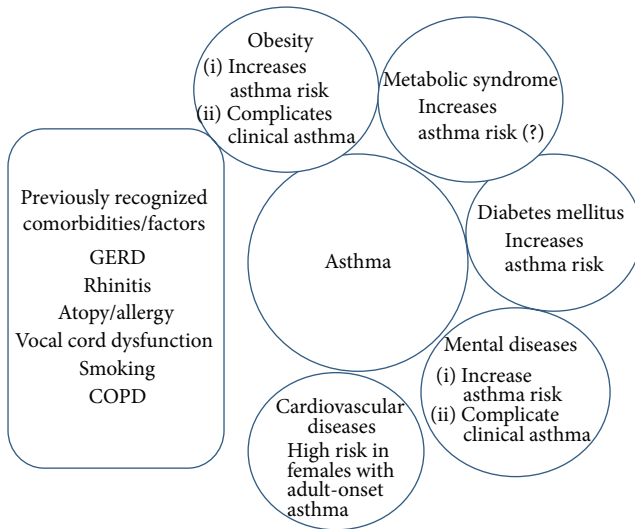 Obesity
(i) Increases
asthma risk
(ii) Complicates
clinical asthma
Metabolic syndrome
Increases
asthma risk (?)
Previously recognized
comorbidities/factors
GERD
Rhinitis
Atopy/allergy
Vocal cord dysfunction
Smoking
COPD
Asthma
Diabetes mellitus
Increases
asthma risk
Mental diseases
(i) Increase
asthma risk
(ii) Complicate
clinical asthma
Cardiovascular
diseases
High risk in
females with
adult-onset
asthma